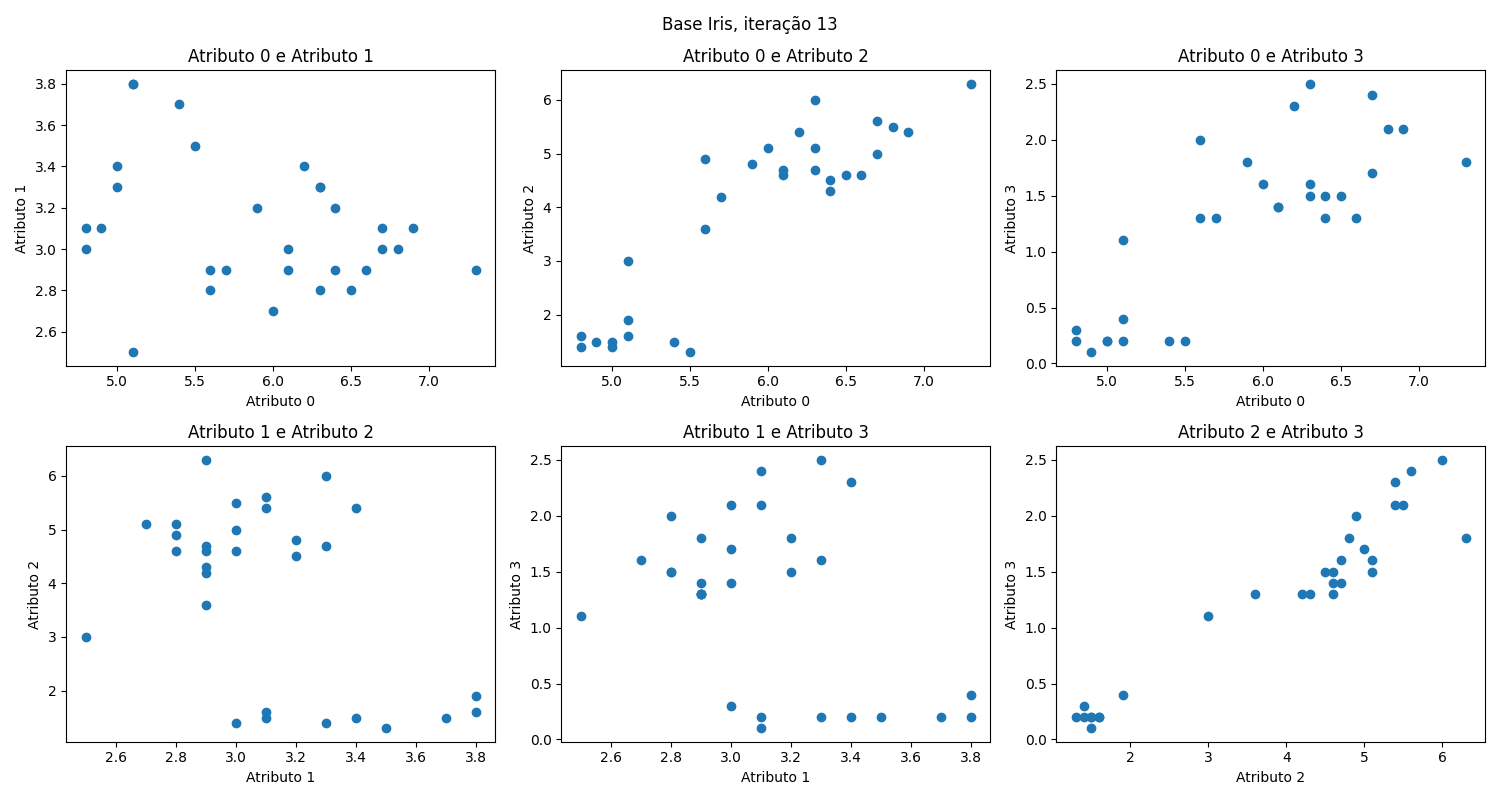 Base Iris, iteração 13
Atributo 0 e Atributo 1
Atributo 0 e Atributo 2
Atributo 0 e Atributo 3
3.8
3.6
3.4
3.2
3.0
2.8
2.6
Atributo 1
5.0 5.5 6.0 6.5 7.0
Atributo 0
6
5
4
3
2
Atributo 2
5.0 5.5 6.0 6.5 7.0
Atributo 0
2.5
2.0
1.5
1.0
0.5
0.0
Atributo 3
5.0 5.5 6.0 6.5 7.0
Atributo 0
Atributo 1 e Atributo 2
Atributo 1 e Atributo 3
Atributo 2 e Atributo 3
6
5
4
3
2
Atributo 2
2.6 2.8 3.0 3.2 3.4 3.6 3.8
Atributo 1
2.5
2.0
1.5
1.0
0.5
0.0
Atributo 3
2.6 2.8 3.0 3.2 3.4 3.6 3.8
Atributo 1
2.5
2.0
1.5
1.0
0.5
0.0
Atributo 3
2 3 4 5 6
Atributo 2